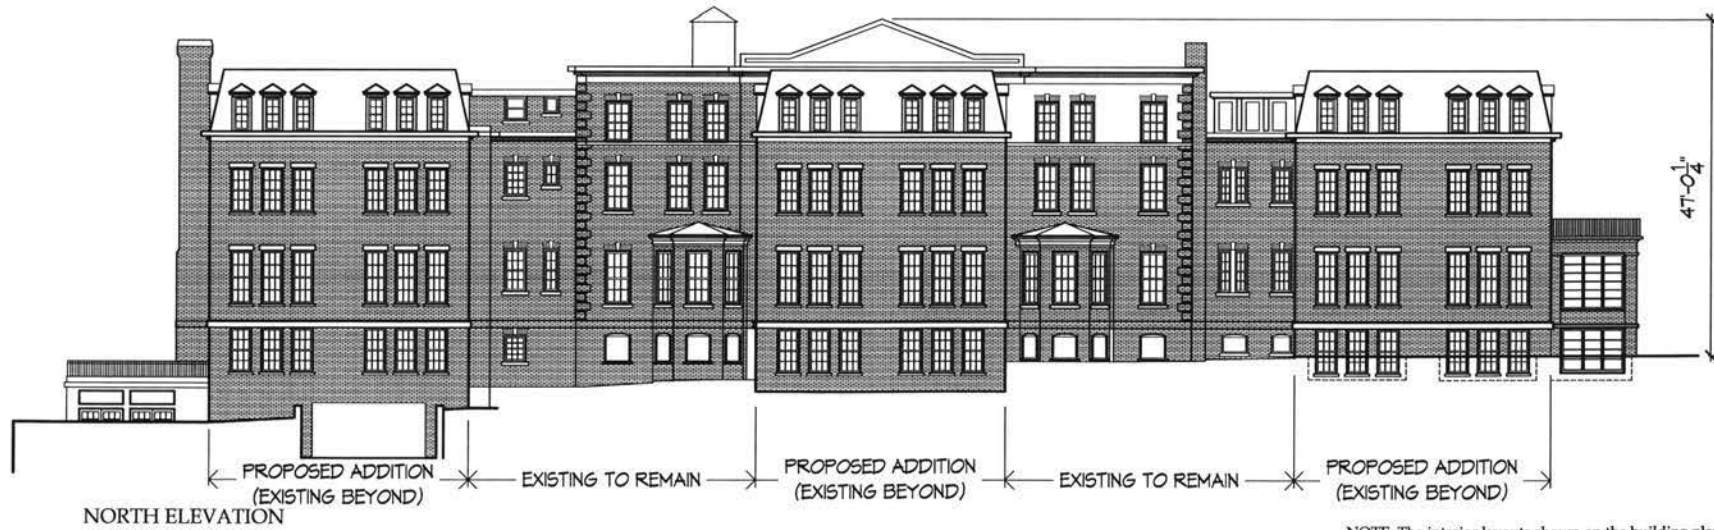 47'-0 1/4"
PROPOSED ADDITION
(EXISTING BEYOND)
EXISTING TO REMAIN
PROPOSED ADDITION
(EXISTING BEYOND)
EXISTING TO REMAIN
PROPOSED ADDITION
(EXISTING BEYOND)
NORTH ELEVATION